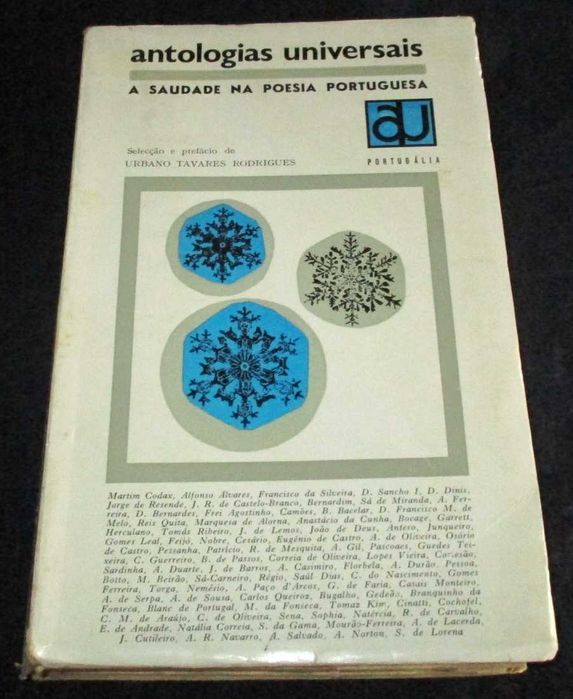 antologias universais
A SAUDADE NA POESIA PORTUGUESA
au
PORTUGÁLIA
Selecção e prefácio de
URBANO TAVARES RODRIGUES
Martim Codax, Alfonso Alvares, Francisco da Silveira, D. Sancho I, D. Dinis,
Jorge de Resende, J. R. de Castelo-Branco, Bernardim, Sá de Miranda, A. Fer-
reira, D. Bernardes, Frei Agostinho, Camões, B. Bacelar, D. Francisco M. de
Melo, Reis Quita, Marquesa de Alorna, Anastácio da Cunha, Bocage, Garrett,
Herculano, Tomás Ribeiro, J. de Lemos, João de Deus, Antero, Junqueiro,
Gomes Leal, Feijó, Nobre, Cesário, Eugénio de Castro, A. de Oliveira, Osório
de Castro, Pessanha, Patrício, R. de Mesquita, A. Gil, Pascoaes, Guedes Tei-
xeira, C. Guerreiro, B. de Passos, Correia de Oliveira, Lopes Vieira, Cortesão,
Sardinha, A. Duarte, J. de Barros, A. Casimiro, Florbela, A. Durão, Pessoa,
Botto, M. Beirão, Sá-Carneiro, Régio, Saúl Dias, C. do Nascimento, Gomes
Ferreira, Torga, Nemésio, A. Paço d'Arcos, G. de Faria, Casais Monteiro,
A. de Serpa, A. de Sousa, Carlos Queiroz, Bugalho, Gedeão, Branquinho da
Fonseca, Blanc de Portugal, M. da Fonseca, Tomaz Kim, Cinatti, Cochofel,
C. M. de Araújo, C. de Oliveira, Sena, Sophia, Natércia, R. de Carvalho,
E. de Andrade, Natália Correia, S. da Gama, Mourão-Ferreira, A. de Lacerda,
J. Cutileiro, A. R. Navarro, A. Salvado, A. Norton, S. de Lorena